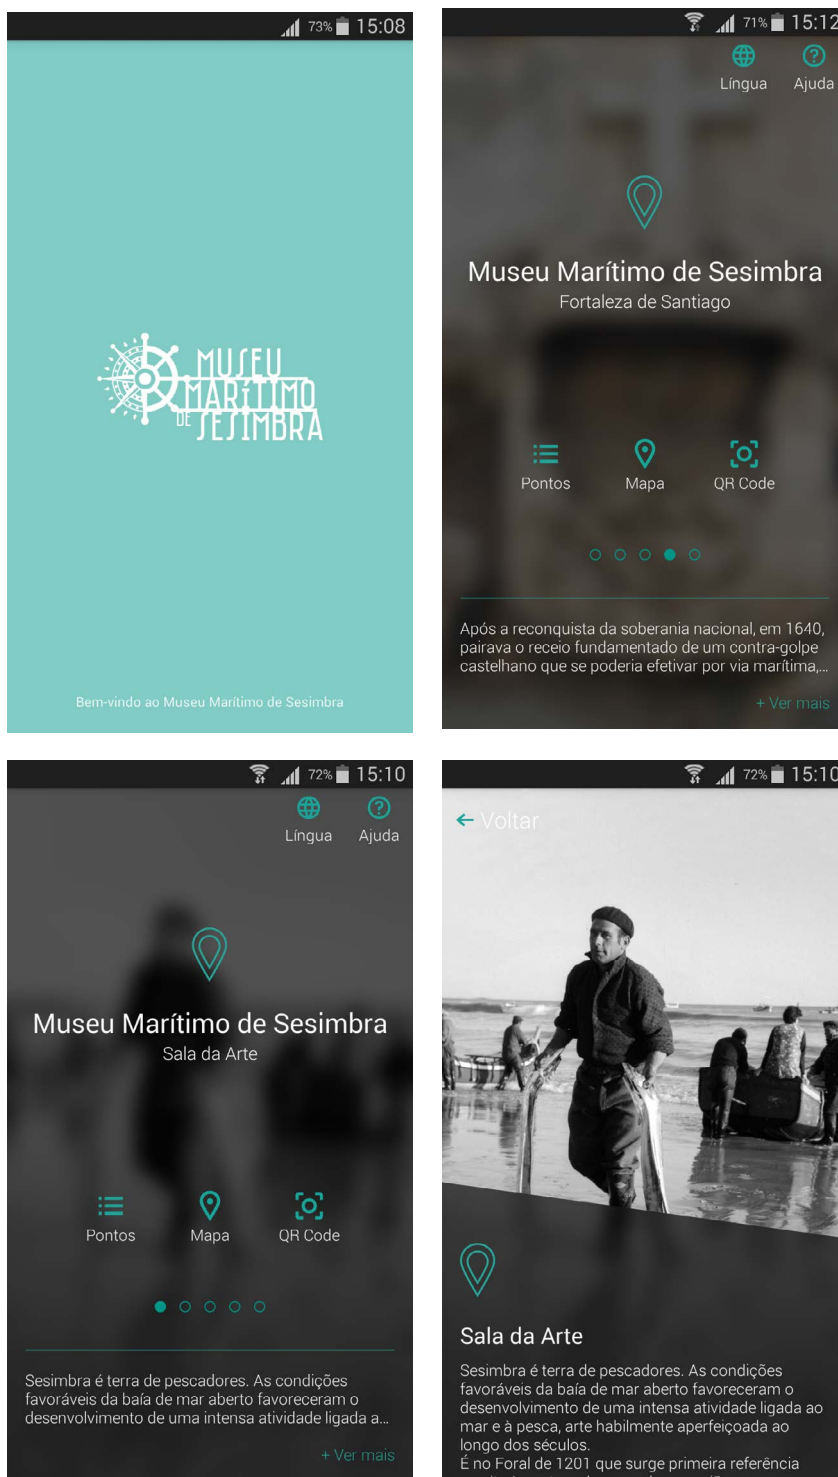 73% 15:08
MUSEU
MARÍTIMO
DE SESIMBRA
Bem-vindo ao Museu Marítimo de Sesimbra
71% 15:12
Língua Ajuda
Museu Marítimo de Sesimbra
Fortaleza de Santiago
Pontos Mapa QR Code
Após a reconquista da soberania nacional, em 1640,
pairava o receio fundamentado de um contra-golpe
castelhano que se poderia efetivar por via marítima,...
+ Ver mais
72% 15:10
Língua Ajuda
Museu Marítimo de Sesimbra
Sala da Arte
Pontos Mapa QR Code
Sesimbra é terra de pescadores. As condições
favoráveis da baía de mar aberto favoreceram o
desenvolvimento de uma intensa atividade ligada a...
+ Ver mais
72% 15:10
Voltar
Sala da Arte
Sesimbra é terra de pescadores. As condições
favoráveis da baía de mar aberto favoreceram o
desenvolvimento de uma intensa atividade ligada ao
mar e à pesca, arte habilmente aperfeiçoada ao
longo dos séculos.
É no Foral de 1201 que surge primeira referência